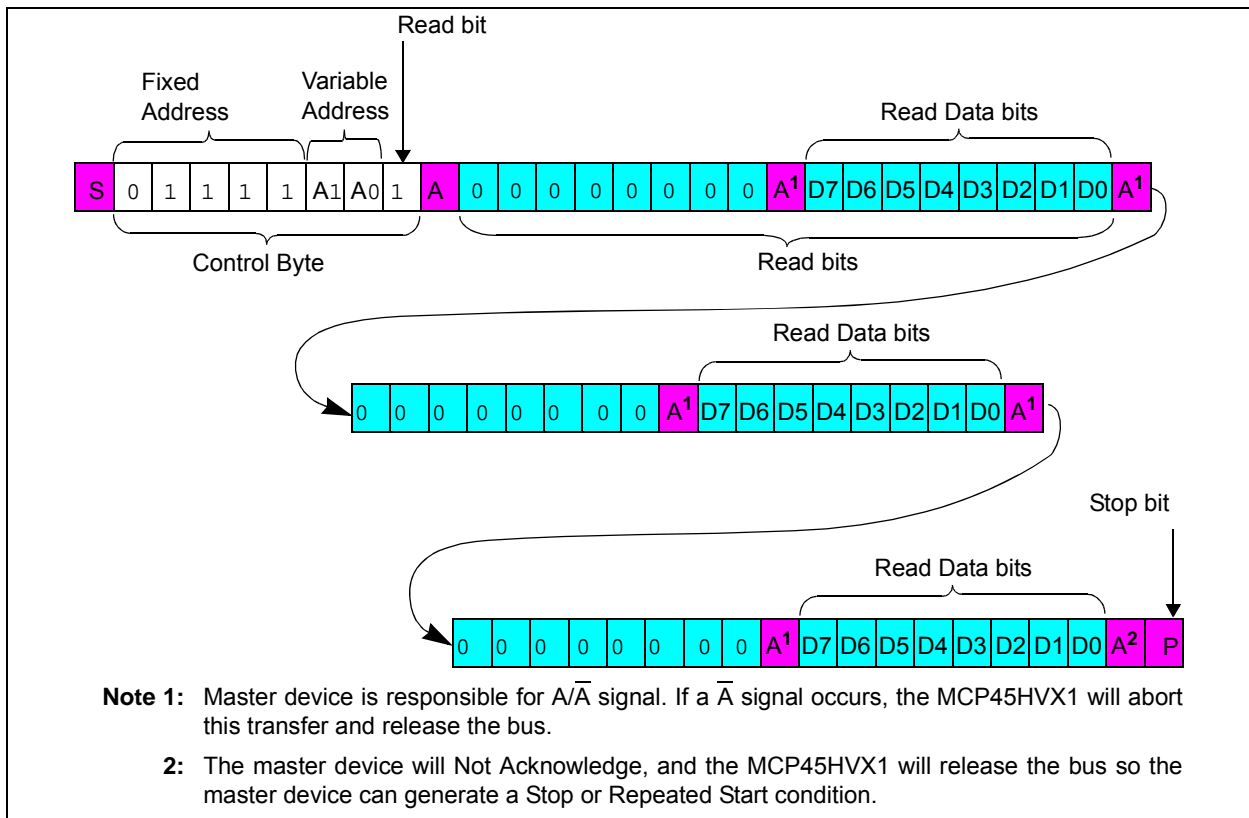 Read bit
Fixed Address
Variable Address
Read Data bits
S 0 1 1 1 1 A1 A0 1 A 0 0 0 0 0 0 0 0 A¹ D7 D6 D5 D4 D3 D2 D1 D0 A¹
Control Byte
Read bits
Read Data bits
0 0 0 0 0 0 0 0 A¹ D7 D6 D5 D4 D3 D2 D1 D0 A¹
Stop bit
Read Data bits
0 0 0 0 0 0 0 0 A¹ D7 D6 D5 D4 D3 D2 D1 D0 A² P
Note 1: Master device is responsible for A/A̅ signal. If a A̅ signal occurs, the MCP45HVX1 will abort
this transfer and release the bus.
2: The master device will Not Acknowledge, and the MCP45HVX1 will release the bus so the
master device can generate a Stop or Repeated Start condition.